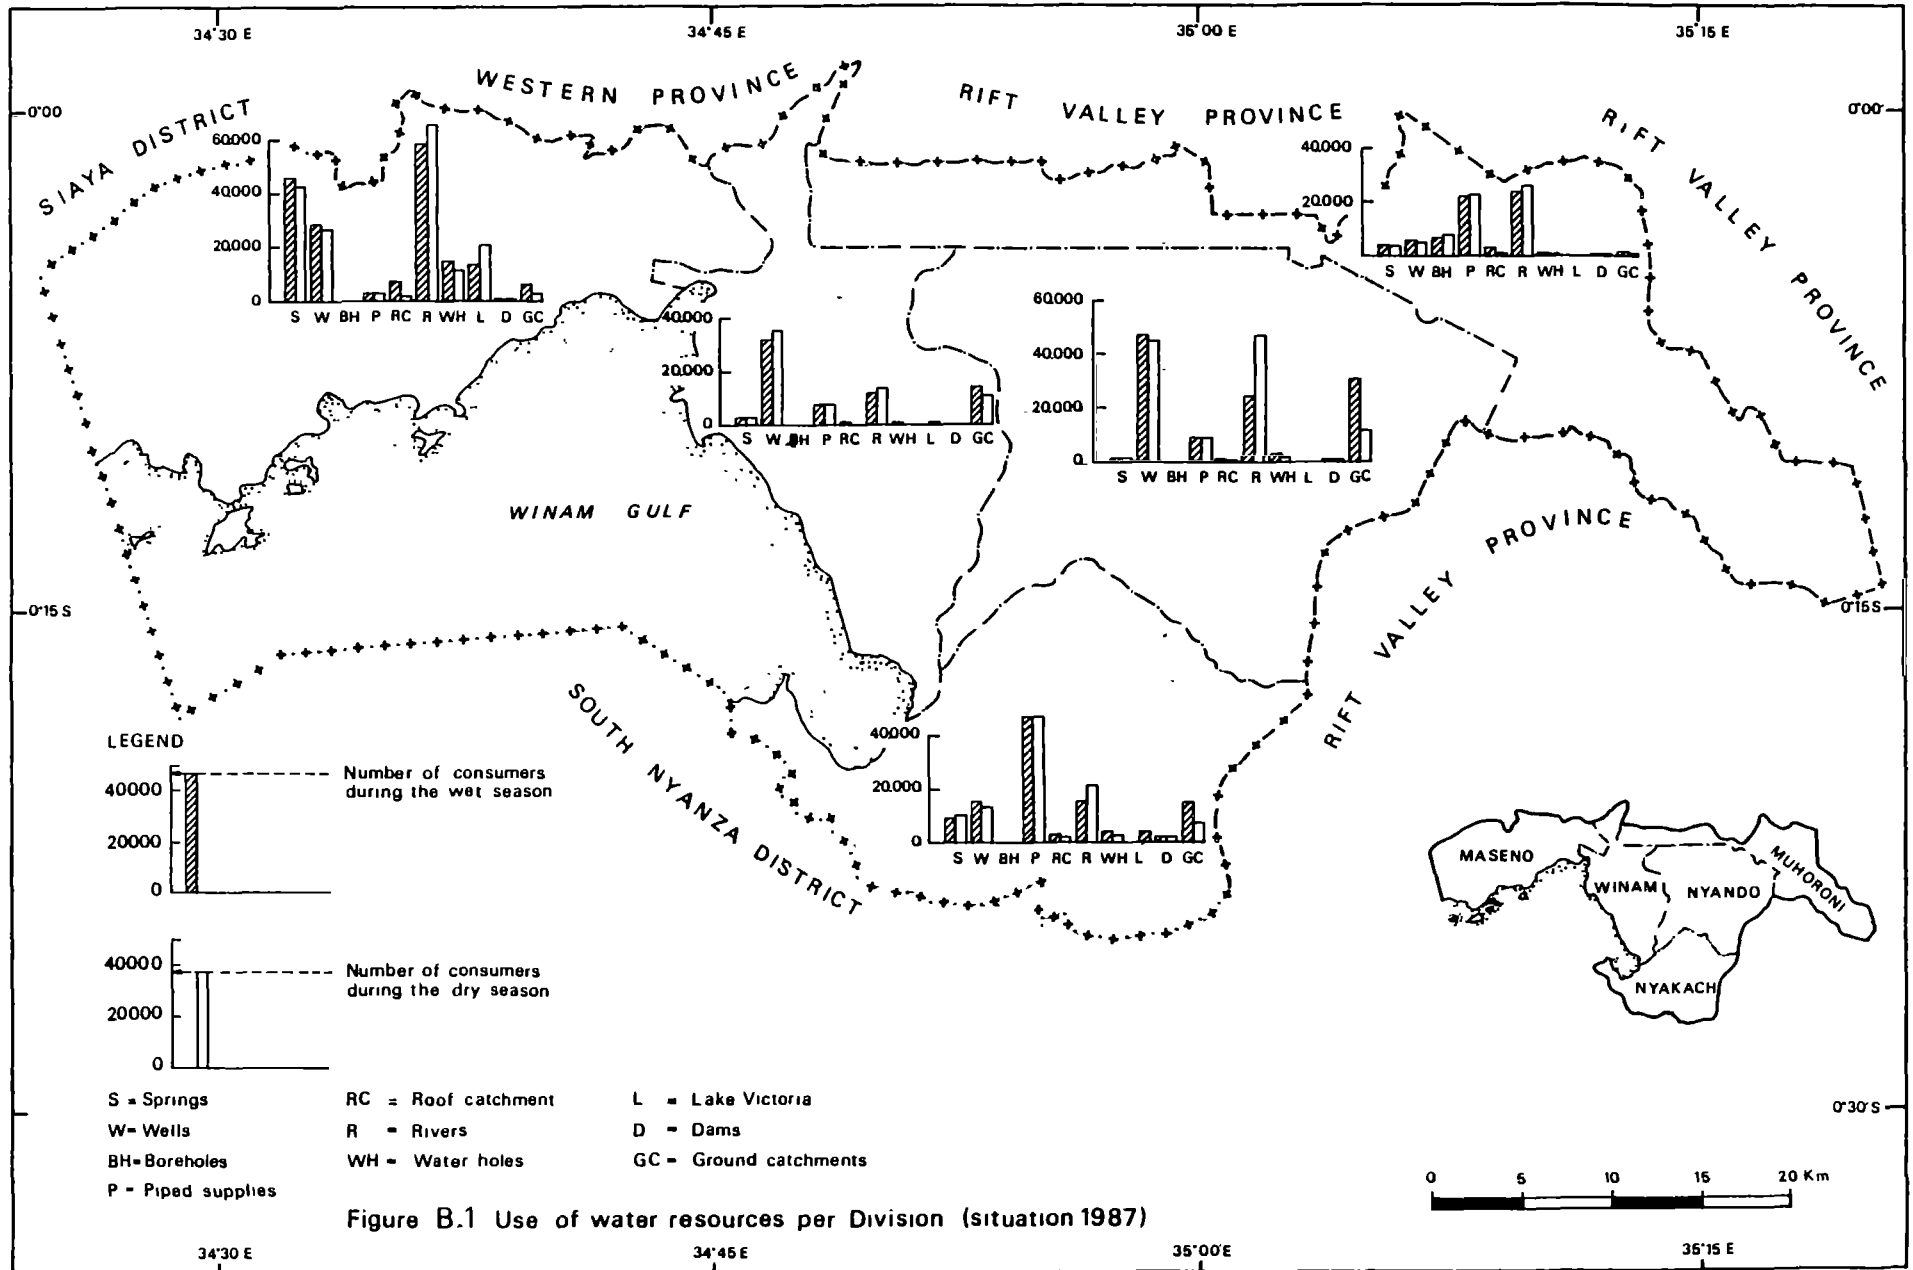 34°30 E 34°45 E 35°00 E 35°15 E
0°00 0°00
SIAYA DISTRICT
WESTERN PROVINCE
RIFT VALLEY PROVINCE
RIFT VALLEY PROVINCE
60.000
40.000
20.000
0
S W BH P RC R WH L D GC
40.000
20.000
S W BH P RC R WH L D GC
40.000
20.000
0
S W BH P RC R WH L D GC
60.000
40.000
20.000
0
S W BH P RC R WH L D GC
WINAM GULF
RIFT VALLEY PROVINCE
0°15 S 0°15 S
SOUTH NYANZA DISTRICT
40.000
20.000
0
S W BH P RC R WH L D GC
LEGEND
40000
20000
0
Number of consumers
during the wet season
40000
20000
0
Number of consumers
during the dry season
MASENO
WINAM
NYANDO
MUHORONI
NYAKACH
S = Springs RC = Roof catchment L = Lake Victoria
W= Wells R = Rivers D = Dams
BH=Boreholes WH = Water holes GC = Ground catchments
P = Piped supplies
0°30' S
0 5 10 15 20 Km
Figure B.1 Use of water resources per Division (situation 1987)
34°30 E 34°45 E 35°00'E 35°15 E